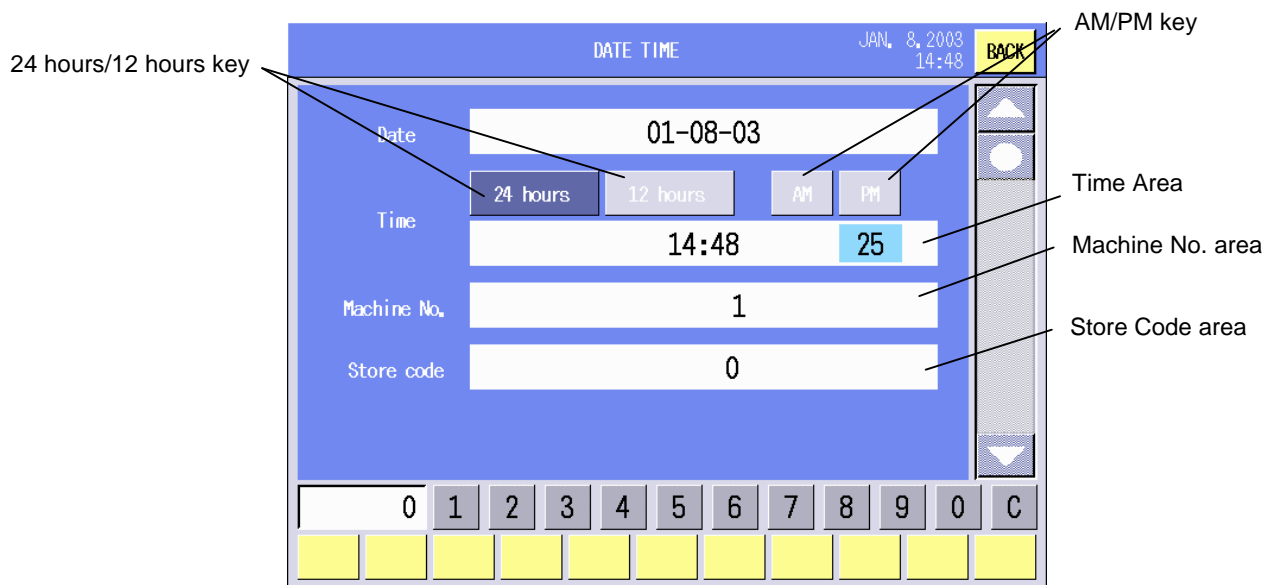 AM/PM key
DATE TIME
JAN. 8.2003
14:48
BACK
24 hours/12 hours key
Date
01-08-03
24 hours
12 hours
AM
PM
Time
Time Area
14:48
25
Machine No. area
Machine No.
1
Store Code area
Store code
0
0 1 2 3 4 5 6 7 8 9 0 C